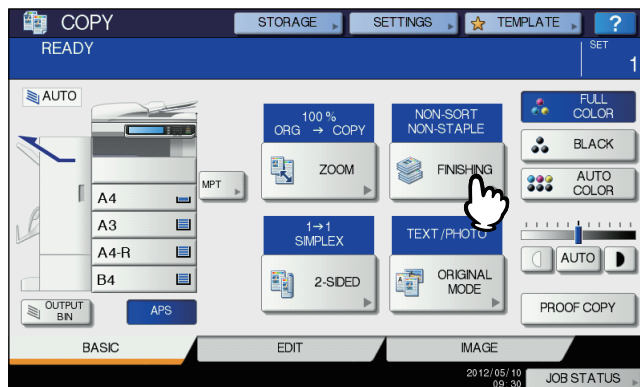 COPY
STORAGE
SETTINGS
TEMPLATE
?
READY
SET
1
AUTO
MPT
A4
A3
A4-R
B4
OUTPUT
BIN
APS
100 %
ORG → COPY
ZOOM
NON-SORT
NON-STAPLE
FINISHING
1→1
SIMPLEX
2-SIDED
TEXT/PHOTO
ORIGINAL
MODE
FULL
COLOR
BLACK
AUTO
COLOR
AUTO
PROOF COPY
BASIC
EDIT
IMAGE
2012/05/10
09:30
JOB STATUS